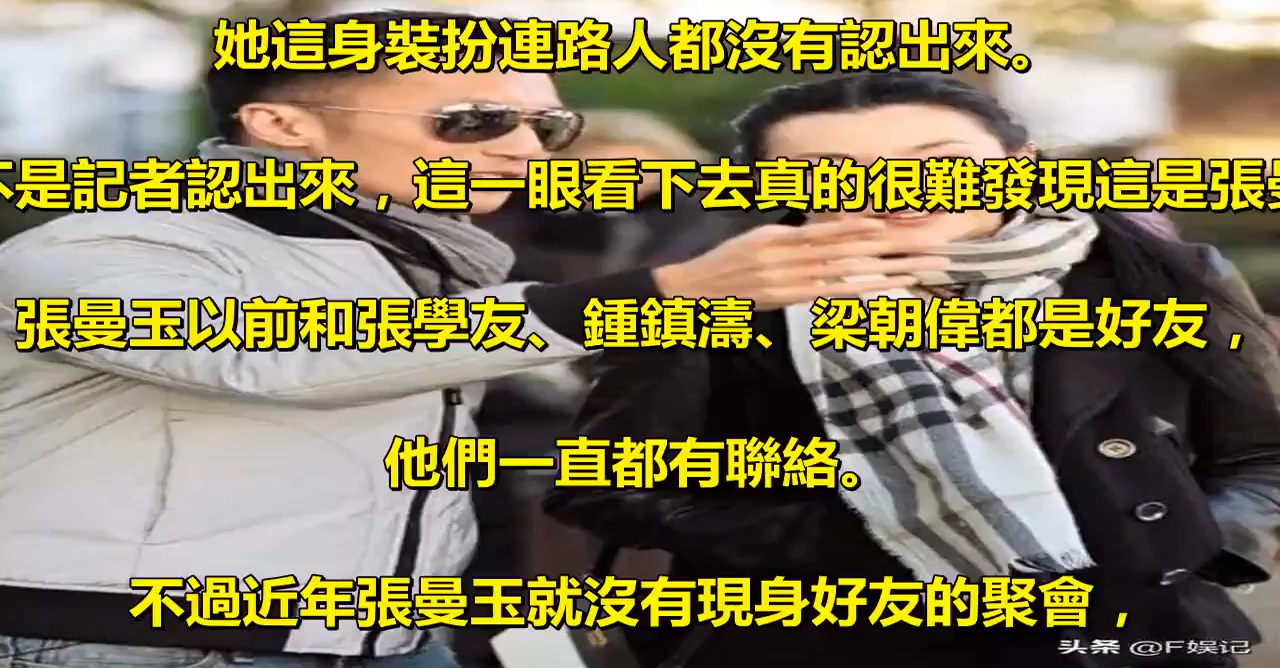 她這身裝扮連路人都沒有認出來。
不是記者認出來，這一眼看下去真的很難發現這是張曼
張曼玉以前和張學友、鍾鎮濤、梁朝偉都是好友，
他們一直都有聯絡。
不過近年張曼玉就沒有現身好友的聚會，
头条 @F娱记